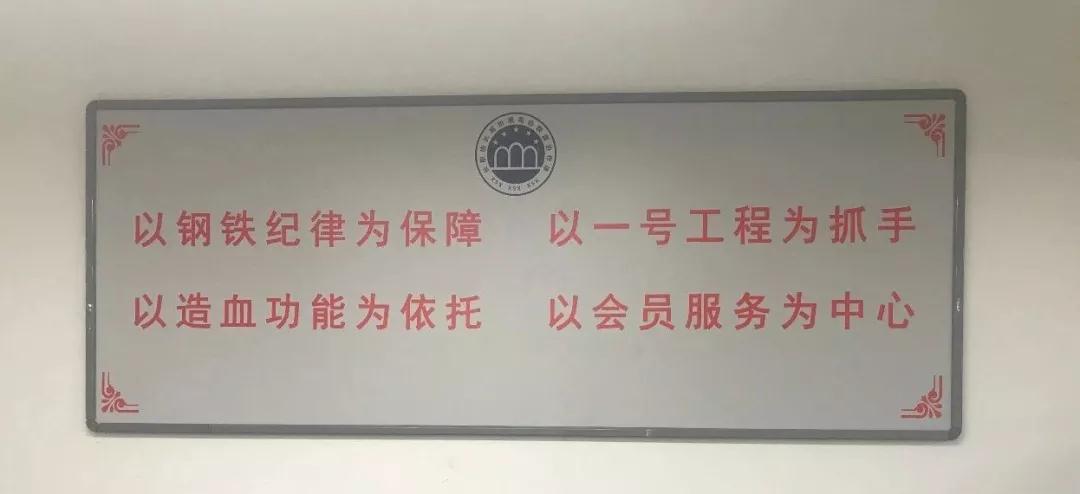 以钢铁纪律为保障 以一号工程为抓手
以造血功能为依托 以会员服务为中心